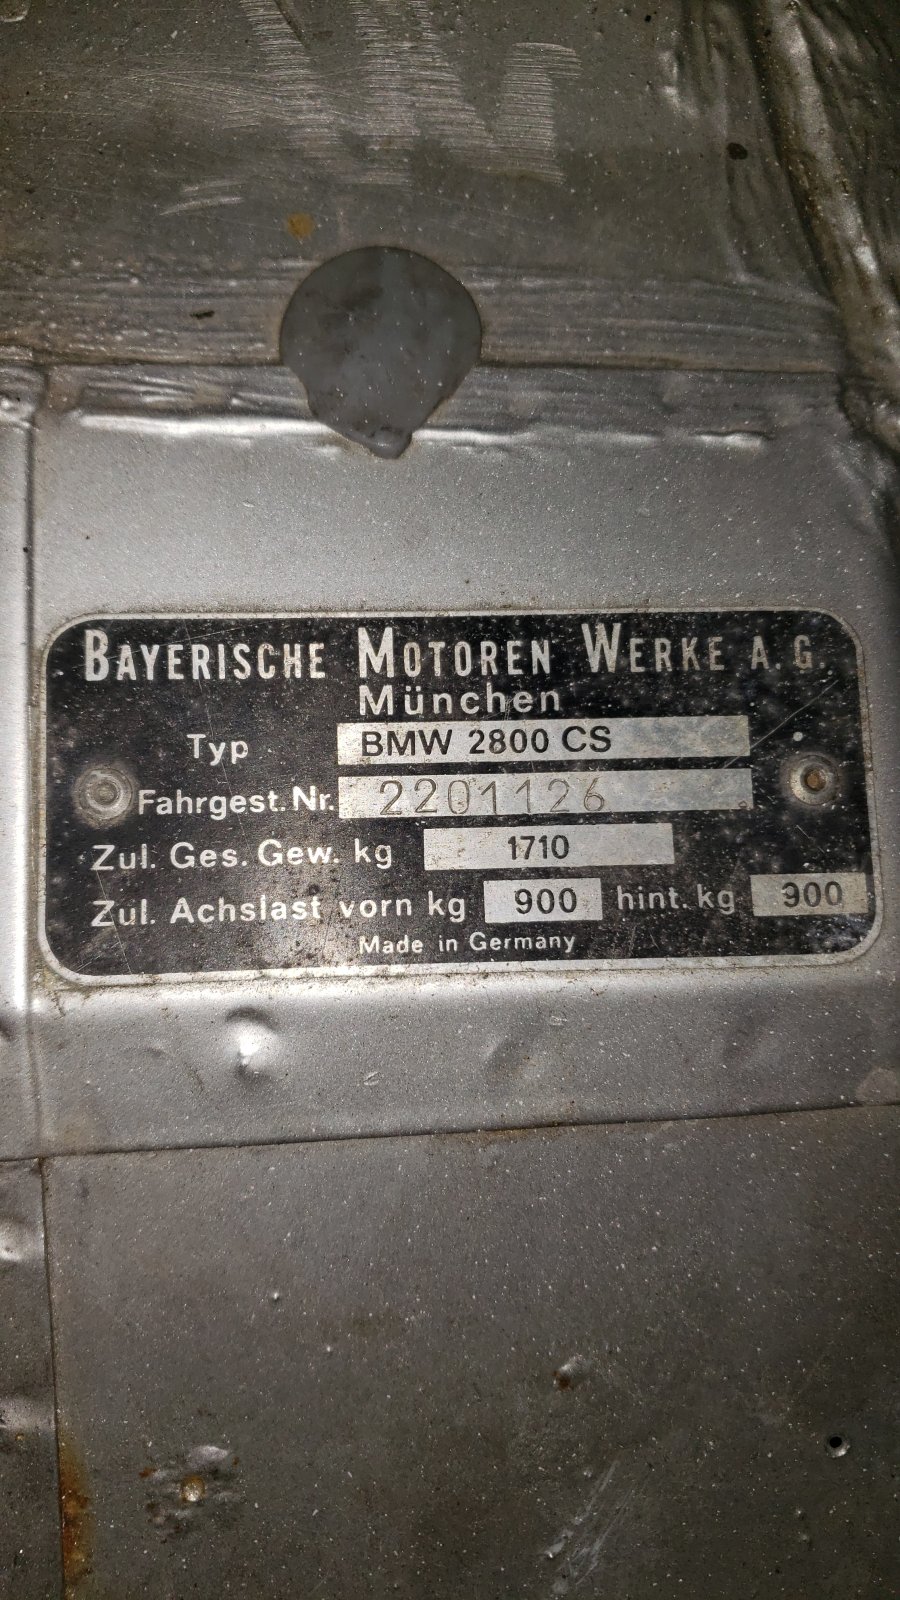 BAYERISCHE MOTOREN WERKE A.G.
München
Typ BMW 2800 CS
Fahrgest. Nr. 2201126
Zul. Ges. Gew. kg 1710
Zul. Achslast vorn kg 900 hint. kg 900
Made in Germany